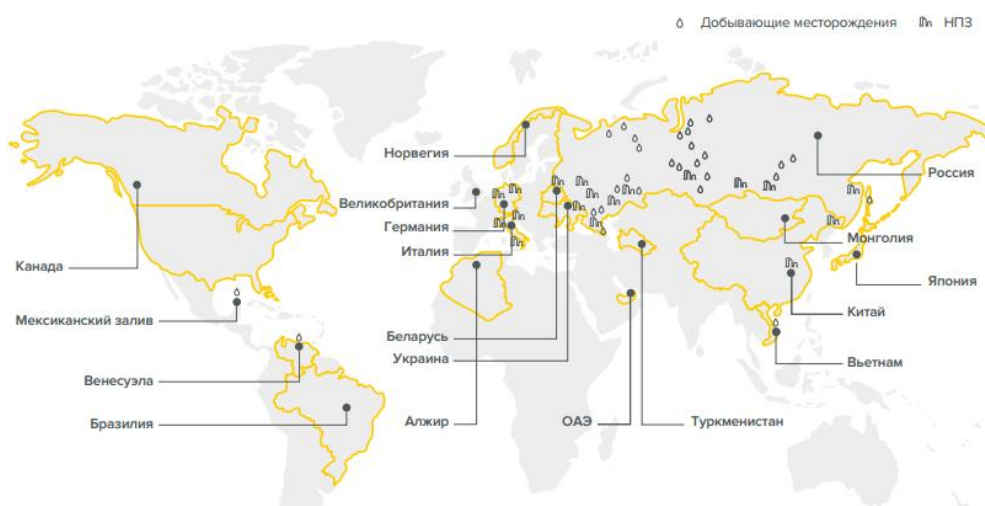 Добывающие месторождения
НПЗ
Норвегия
Россия
Великобритания
Германия
Монголия
Италия
Канада
Япония
Мексиканский залив
Китай
Беларусь
Украина
Вьетнам
Венесуэла
Бразилия
Алжир
ОАЭ
Туркменистан